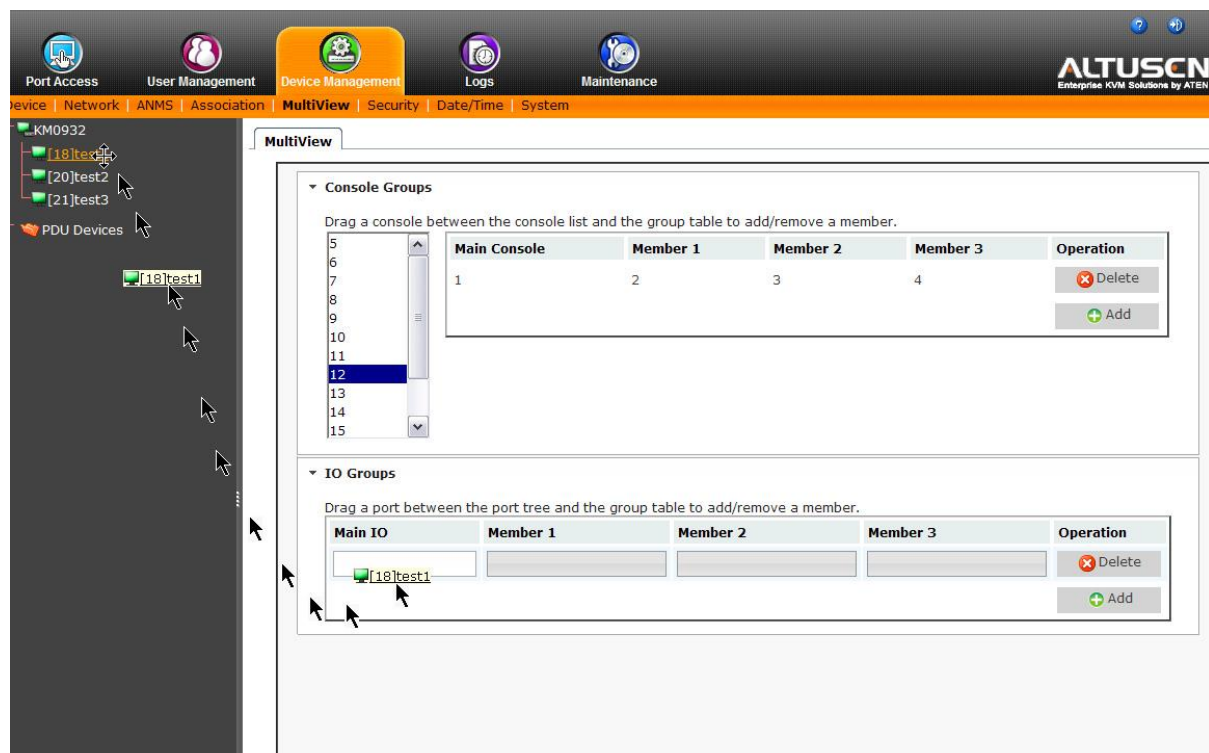 Port Access User Management Device Management Logs Maintenance
ALTUSEN
Enterprise KVM Solutions by ATEN
Network | ANMS | Association | MultiView | Security | Date/Time | System
KM0932
[18]
[20]test2
[21]test3
PDU Devices
[18]test1
MultiView
Console Groups
Drag a console between the console list and the group table to add/remove a member.
5
6
7
8
9
10
11
12
13
14
15
Main Console Member 1 Member 2 Member 3 Operation
1 2 3 4 Delete
Add
IO Groups
Drag a port between the port tree and the group table to add/remove a member.
Main IO Member 1 Member 2 Member 3 Operation
Delete
[18]test1
Add